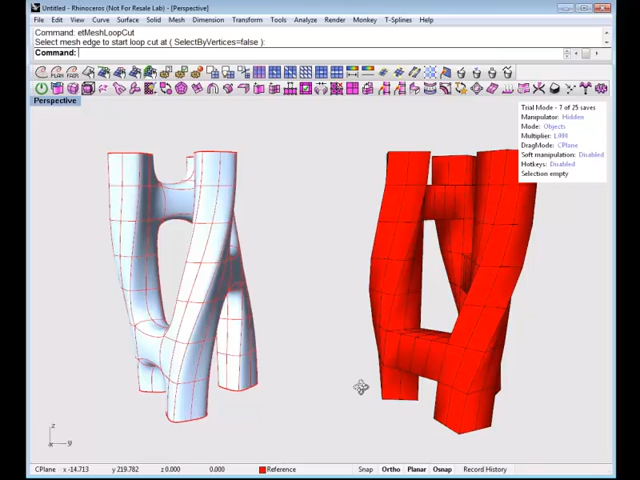 Untitled - Rhinoceros (Not For Resale Lab) - [Perspective]
File Edit View Curve Surface Solid Mesh Dimension Transform Tools Analyze Render Monkey T-Splines Help
Command: etMeshLoopCut
Select mesh edge to start loop cut at ( SelectByVertices=false ):
Command:
Perspective
Trial Mode - 7 of 25 saves
Manipulator: Hidden
Mode: Objects
Multiplier: 1.000
DragMode: CPlane
Soft manipulation: Disabled
Hotkeys: Disabled
Selection empty
z
y
CPlane x -14.713 y 219.782 z 0.000 0.000 Reference Snap Ortho Planar Osnap Record History